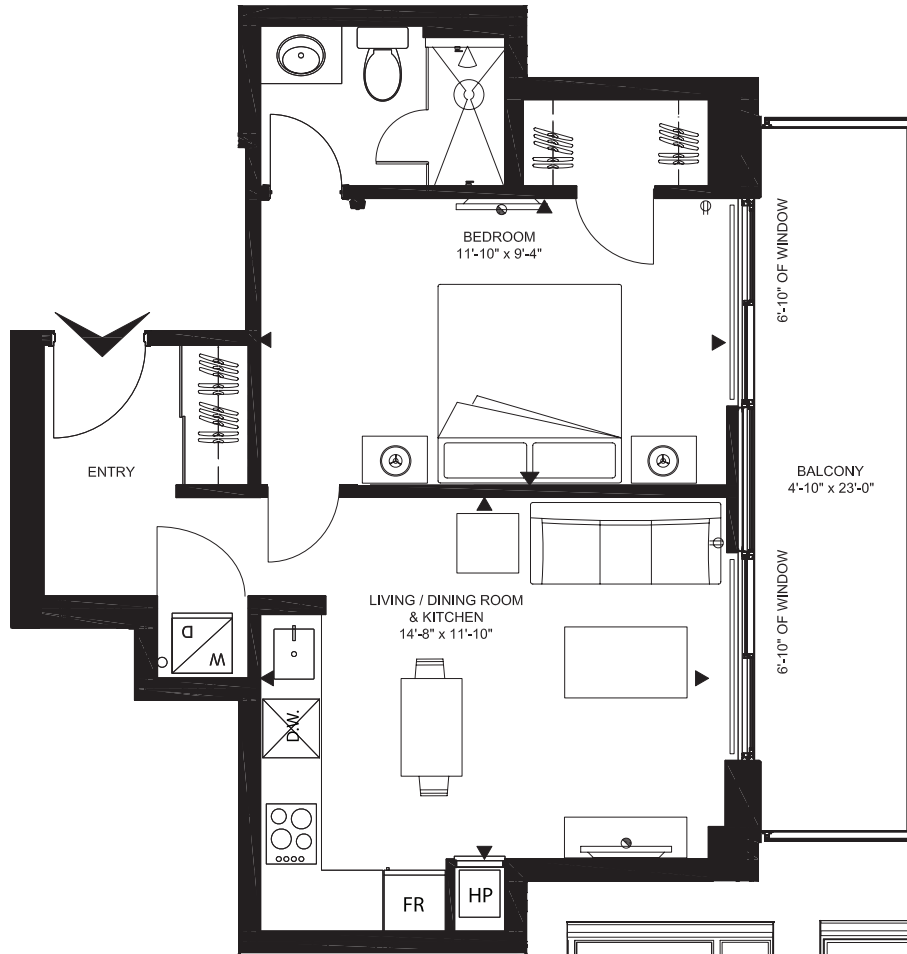 BEDROOM
11'-10" x 9'-4"
6'-10" OF WINDOW
ENTRY
BALCONY
4'-10" x 23'-0"
LIVING / DINING ROOM
& KITCHEN
14'-8" x 11'-10"
6'-10" OF WINDOW
D
W
D.W.
FR
HP